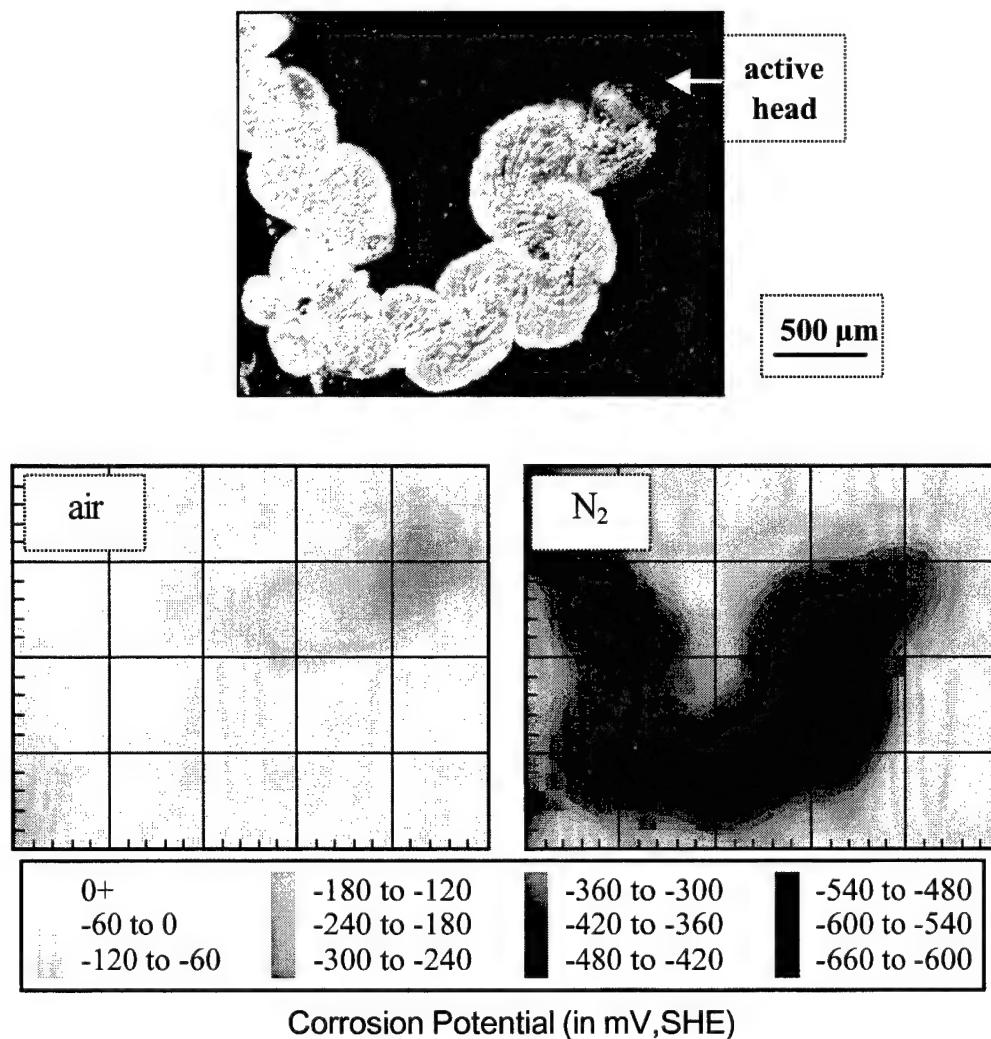 active
head
500 µm
air
N₂
0+
-60 to 0
-120 to -60
-180 to -120
-240 to -180
-300 to -240
-360 to -300
-420 to -360
-480 to -420
-540 to -480
-600 to -540
-660 to -600
Corrosion Potential (in mV,SHE)